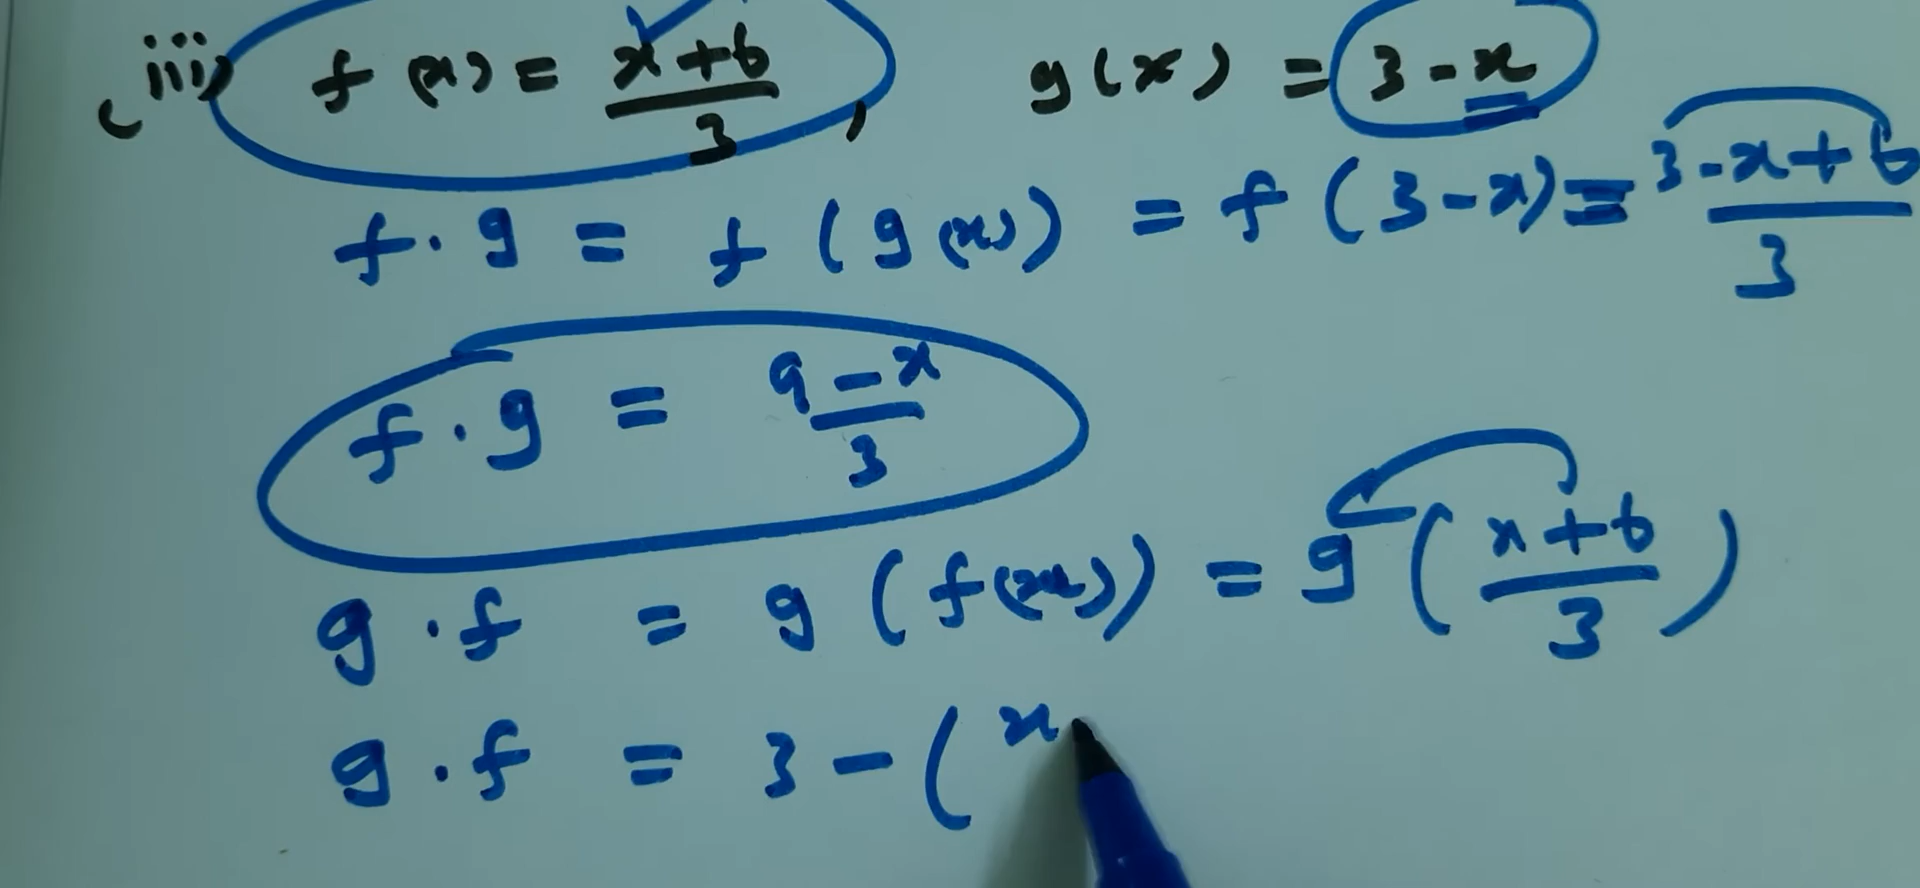 (iii) f(x) = x+6/3, g(x) = 3-x
f.g = f(g(x)) = f(3-x) = 3-x+6/3
f.g = 9-x/3
g.f = g(f(x)) = g(x+6/3)
g.f = 3-(x